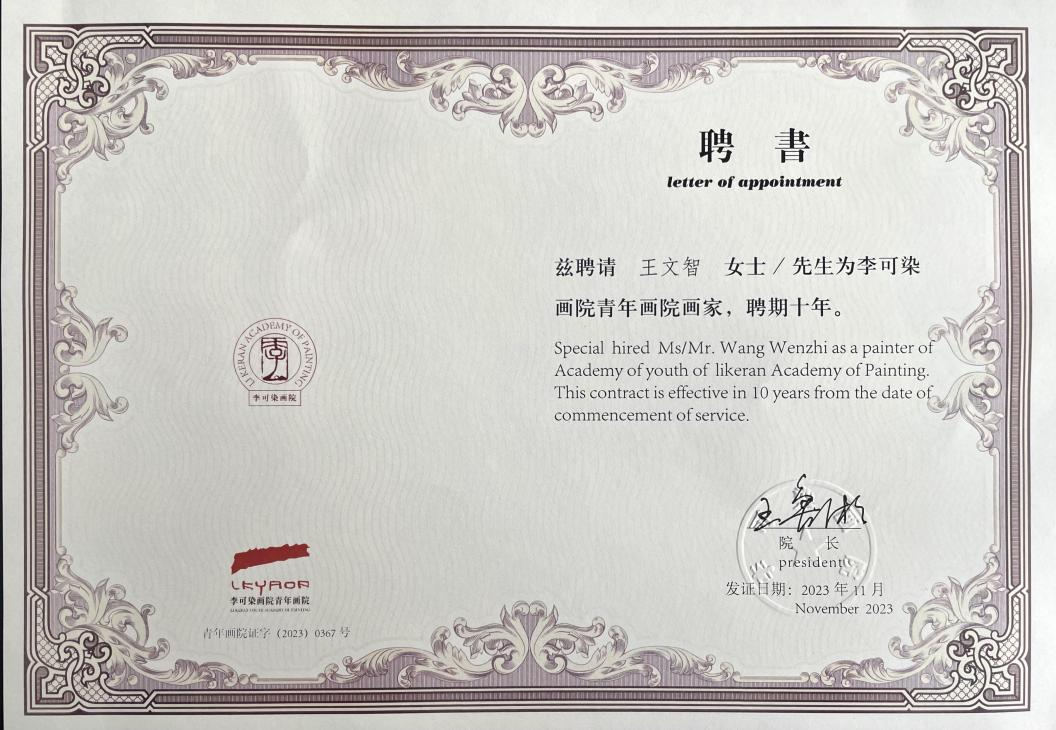 聘 書
letter of appointment
兹聘请 王文智 女士 / 先生为李可染
画院青年画院画家，聘期十年。
Special hired Ms/Mr. Wang Wenzhi as a painter of
Academy of youth of likeran Academy of Painting.
This contract is effective in 10 years from the date of
commencement of service.
LI KERAN ACADEMY OF PAINTING
李可染画院
院 长
president
发证日期：2023 年 11 月
November 2023
LKYAOP
李可染画院青年画院
青年画院证字（2023）0367 号